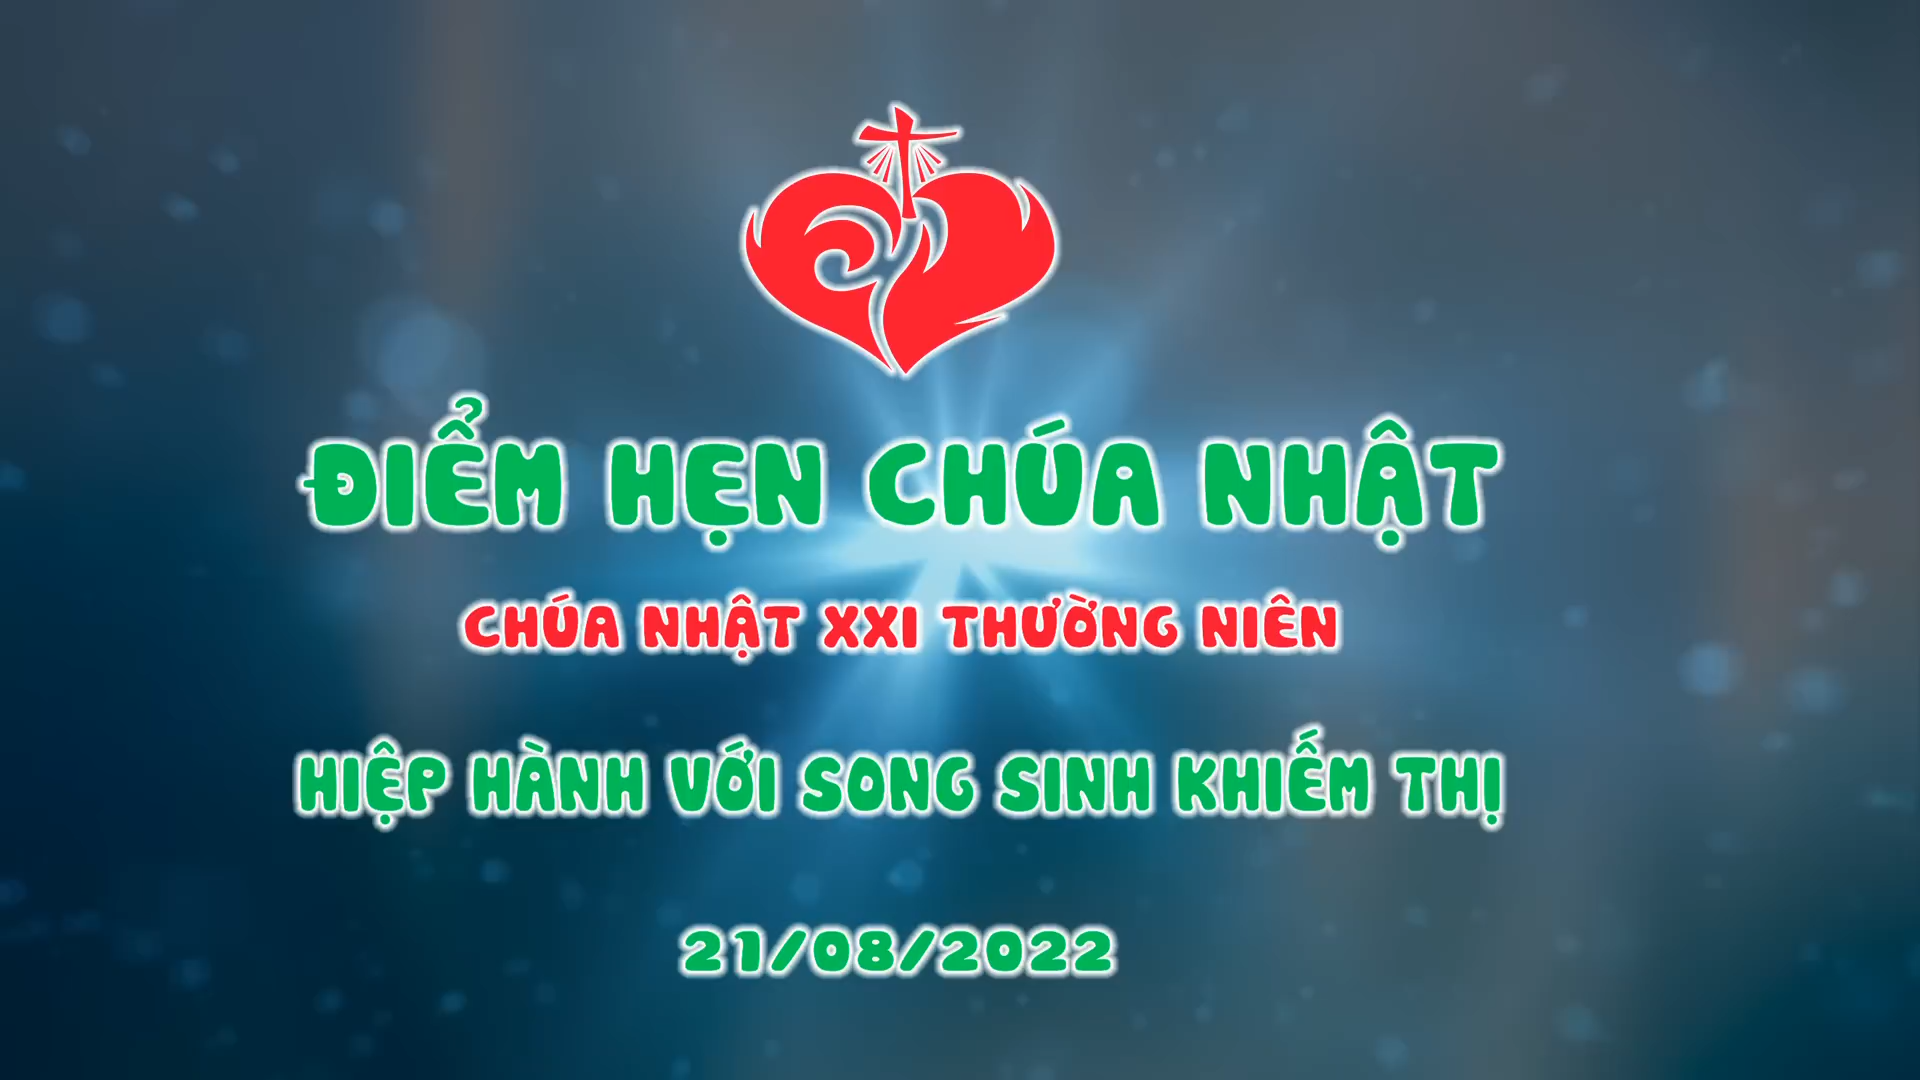 ĐIỂM HẸN CHÚA NHẬT
CHÚA NHẬT XXI THƯỜNG NIÊN
HIỆP HÀNH VỚI SONG SINH KHIẾM THỊ
21/08/2022